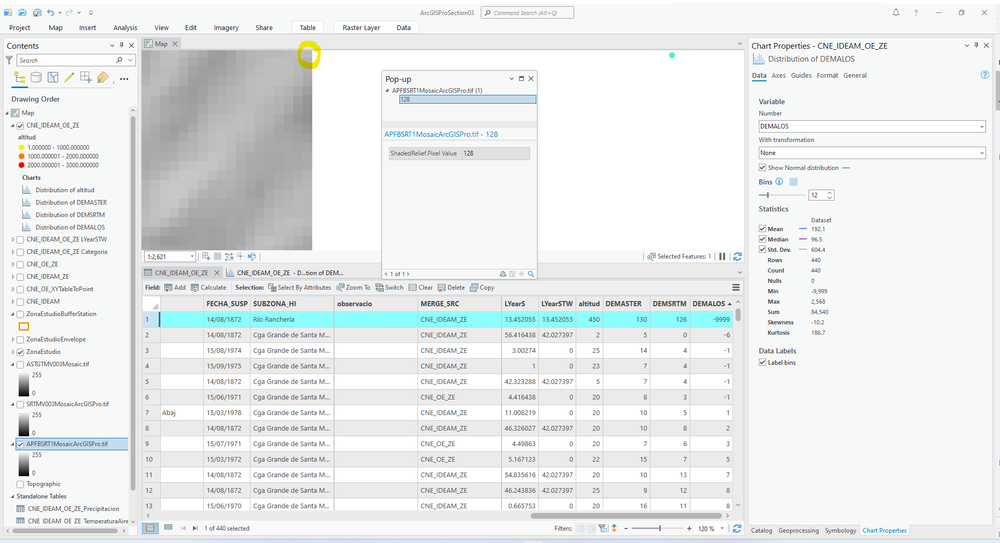 ArcGISProSection03
Command Search (Alt+Q)
?
Project Map Insert Analysis View Edit Imagery Share Table Raster Layer Data
Contents
Search
Drawing Order
Map
CNE_IDEAM_OE_ZE
altitud
1.000000 - 1000.000000
1000.000001 - 2000.000000
2000.000001 - 3000.000000
Charts
Distribution of altitud
Distribution of DEMASTER
Distribution of DEMSRTM
Distribution of DEMALOS
CNE_IDEAM_OE_ZE LYearSTW
CNE_IDEAM_OE_ZE Categoria
CNE_OE_ZE
CNE_IDEAM_ZE
CNE_OE_XYTableToPoint
CNE_IDEAM
ZonaEstudioBufferStation
ZonaEstudioEnvelope
ZonaEstudio
ASTGTMV003Mosaic.tif
255
0
SRTMV003MosaicArcGISPro.tif
255
0
APFBSRT1MosaicArcGISPro.tif
255
0
Topographic
Standalone Tables
CNE_IDEAM_OE_ZE_Precipitacion
CNE_IDEAM_OE_ZE_TemperaturaAire
Map
Pop-up
APFBSRT1MosaicArcGISPro.tif (1)
128
APFBSRT1MosaicArcGISPro.tif - 128
ShadedRelief.Pixel Value 128
1 of 1
1:2,621
Selected Features: 1
CNE_IDEAM_OE_ZE
CNE_IDEAM_OE_ZE - D...tion of DEM...
Field: Add Calculate Selection: Select By Attributes Zoom To Switch Clear Delete Copy
FECHA_SUSP SUBZONA_HI observacio MERGE_SRC LYearS LYearSTW altitud DEMASTER DEMSRTM DEMALOS
1 14/08/1872 Río Ranchería CNE_IDEAM_ZE 13.452055 13.452055 450 130 126 -9999
2 14/08/1872 Cga Grande de Santa M... CNE_IDEAM_ZE 56.416438 42.027397 2 5 0 -6
3 15/08/1974 Cga Grande de Santa M... CNE_IDEAM_ZE 3.00274 0 25 14 4 -1
4 15/09/1975 Cga Grande de Santa M... CNE_IDEAM_ZE 1 0 23 7 4 -1
5 14/08/1872 Cga Grande de Santa M... CNE_IDEAM_ZE 42.323288 42.027397 5 7 4 -1
6 15/06/1971 Cga Grande de Santa M... CNE_OE_ZE 4.416438 0 20 8 3 -1
7 Abaj 15/03/1978 Cga Grande de Santa M... CNE_IDEAM_ZE 11.008219 0 20 10 5 1
8 14/08/1872 Cga Grande de Santa M... CNE_IDEAM_ZE 46.326027 42.027397 20 10 8 2
9 15/07/1971 Cga Grande de Santa M... CNE_OE_ZE 4.49863 0 20 7 6 3
10 15/03/1972 Cga Grande de Santa M... CNE_OE_ZE 5.167123 0 22 15 7 5
11 14/08/1872 Cga Grande de Santa M... CNE_IDEAM_ZE 54.835616 42.027397 20 10 13 7
12 14/08/1872 Cga Grande de Santa M... CNE_IDEAM_ZE 46.243836 42.027397 25 9 12 8
13 15/06/1970 Cga Grande de Santa M... CNE_IDEAM_ZE 0.665753 0 20 16 11 8
1 of 440 selected
Filters:
- + 120 %
Chart Properties - CNE_IDEAM_OE_ZE
Distribution of DEMALOS
Data Axes Guides Format General
?
Variable
Number
DEMALOS
With transformation
None
Show Normal distribution
Bins
12
Statistics
Dataset
Mean 192.1
Median 96.5
Std. Dev. 604.4
Rows 440
Count 440
Nulls 0
Min -9,999
Max 2,568
Sum 84,540
Skewness -10.2
Kurtosis 186.7
Data Labels
Label bins
Catalog Geoprocessing Symbology Chart Properties